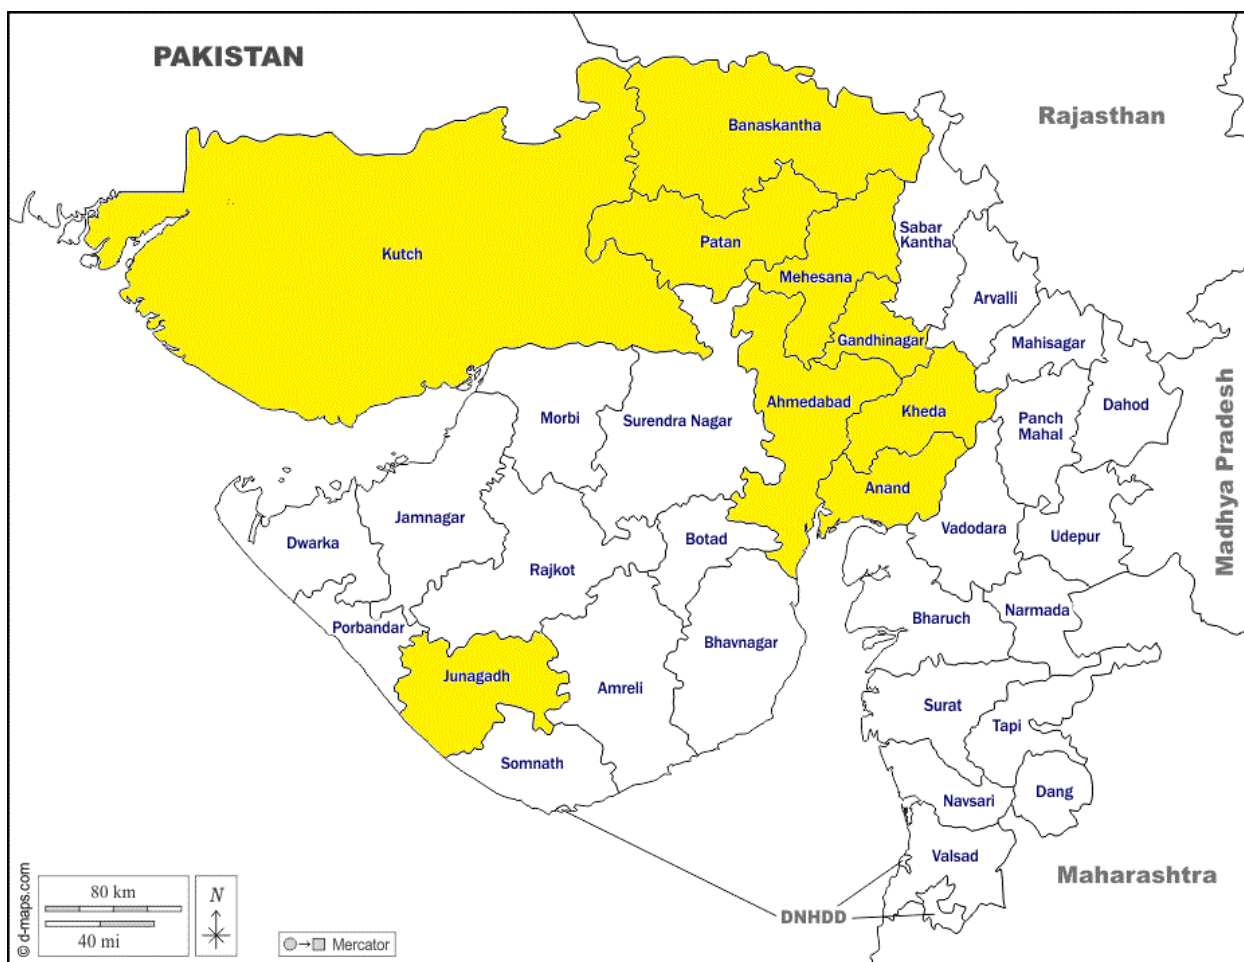 PAKISTAN
Rajasthan
Banaskantha
Sabar
Kantha
Patan
Kutch
Mehesana
Arvalli
Gandhinagar
Mahisagar
Ahmedabad
Kheda
Dahod
Morbi
Surendra Nagar
Panch
Mahal
Madhya Pradesh
Anand
Jamnagar
Vadodara
Dwarka
Botad
Udepur
Rajkot
Porbandar
Bhavnagar
Bharuch
Narmada
Junagadh
Amreli
Surat
Tapi
Somnath
Navsari
Dang
Valsad
Maharashtra
DNHDD
© d-maps.com
80 km
40 mi
N
Mercator